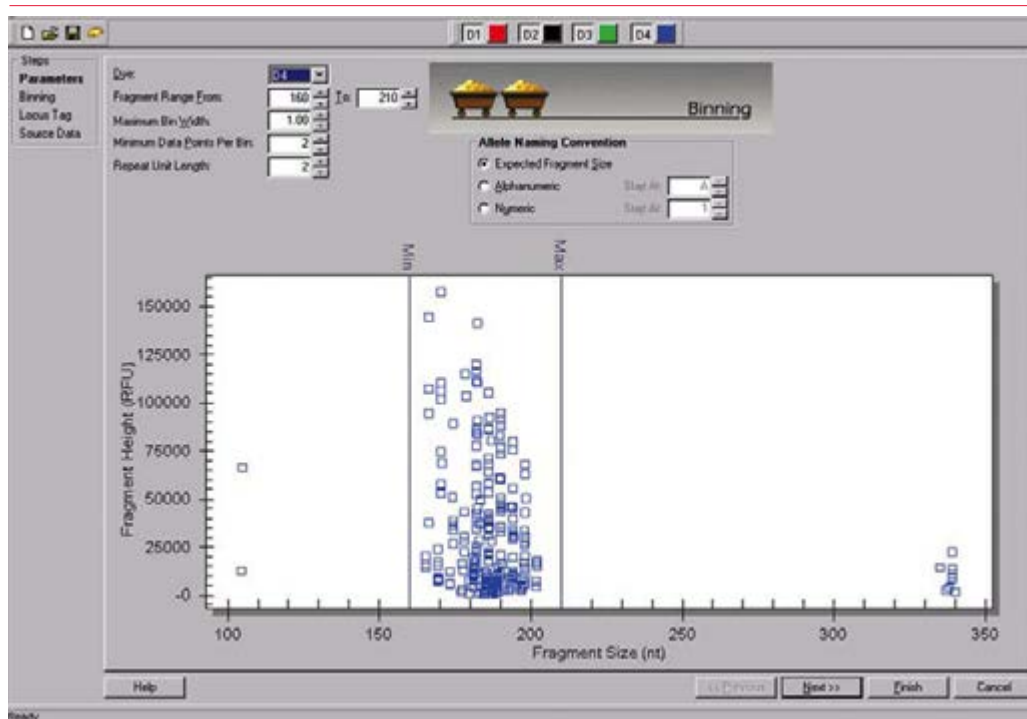 D1 D2 D3 D4
Steps
Parameters
Binning
Locus Tag
Source Data
Dye: D4
Fragment Range From: 160 To: 210
Maximum Bin Width: 1.00
Minimum Data Points Per Bin: 2
Repeat Unit Length: 2
Binning
Allele Naming Convention
Expected Fragment Size
Alphanumeric Start At: A
Numeric Start At: 1
Min
Max
Fragment Height (RFU)
150000
125000
100000
75000
50000
25000
-0
100 150 200 250 300 350
Fragment Size (nt)
Help << Previous Next >> Finish Cancel
Ready